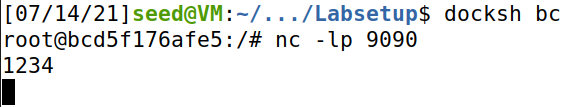 [07/14/21]seed@VM:~/.../Labsetup$ docksh bc
root@bcd5f176afe5:/# nc -lp 9090
1234